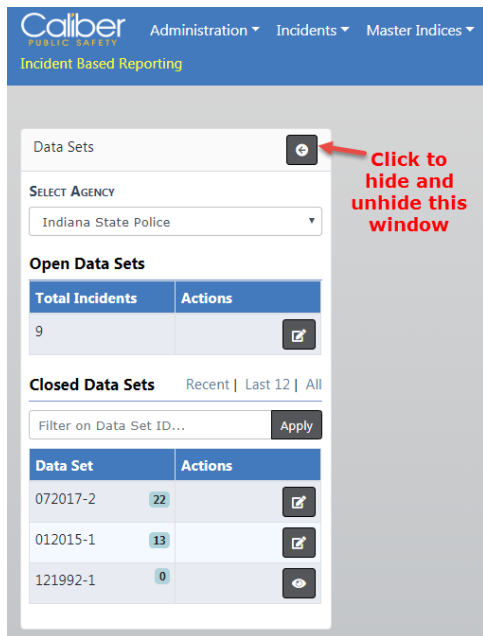 Caliber
PUBLIC SAFETY
Administration Incidents Master Indices
Incident Based Reporting
Data Sets
Click to
hide and
unhide this
window
SELECT AGENCY
Indiana State Police
Open Data Sets
Total Incidents Actions
9
Closed Data Sets Recent | Last 12 | All
Filter on Data Set ID... Apply
Data Set Actions
072017-2 22
012015-1 13
121992-1 0